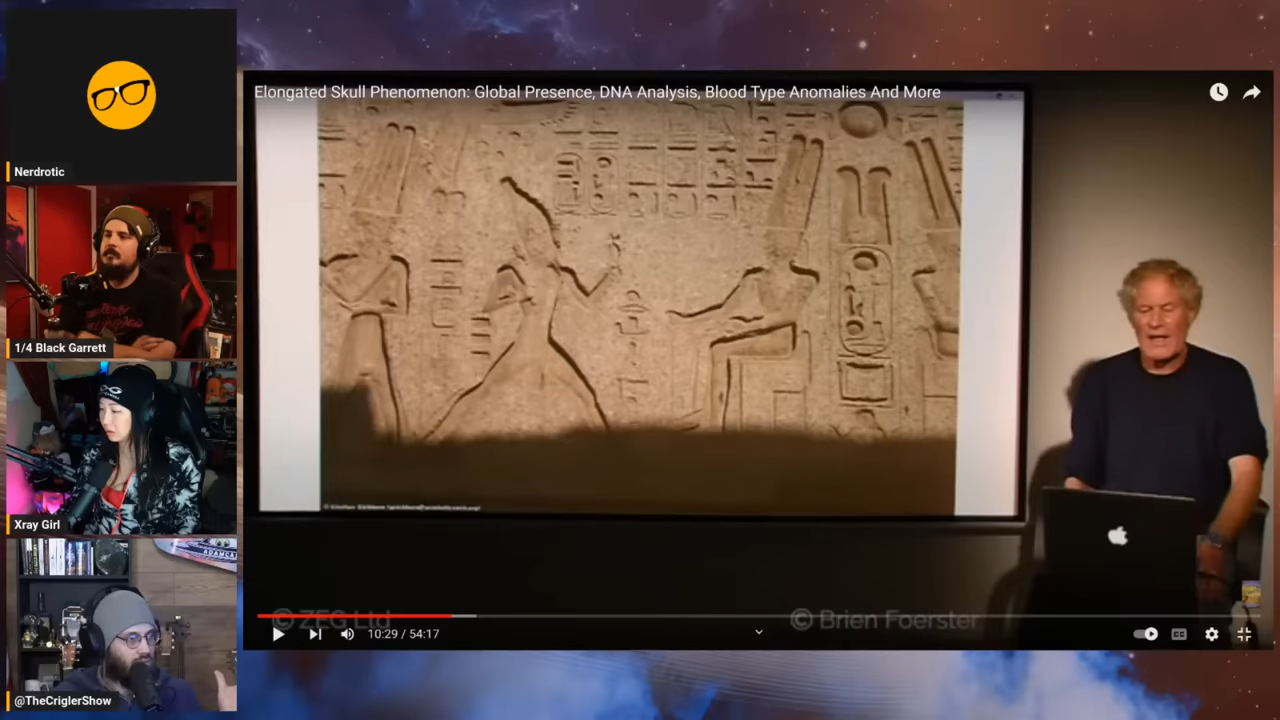 Nerdrotic
1/4 Black Garrett
Xray Girl
@TheCriglerShow
Elongated Skull Phenomenon: Global Presence, DNA Analysis, Blood Type Anomalies And More
© ZEG Ltd
© Brien Foerster
10:29 / 54:17
CC